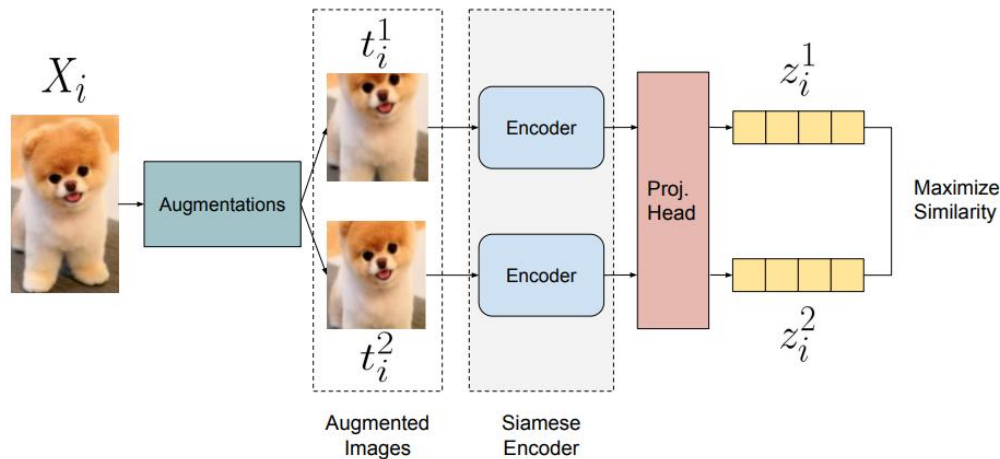 X_i
Augmentations
t_i^1
t_i^2
Augmented
Images
Encoder
Encoder
Siamese
Encoder
Proj.
Head
z_i^1
z_i^2
Maximize
Similarity